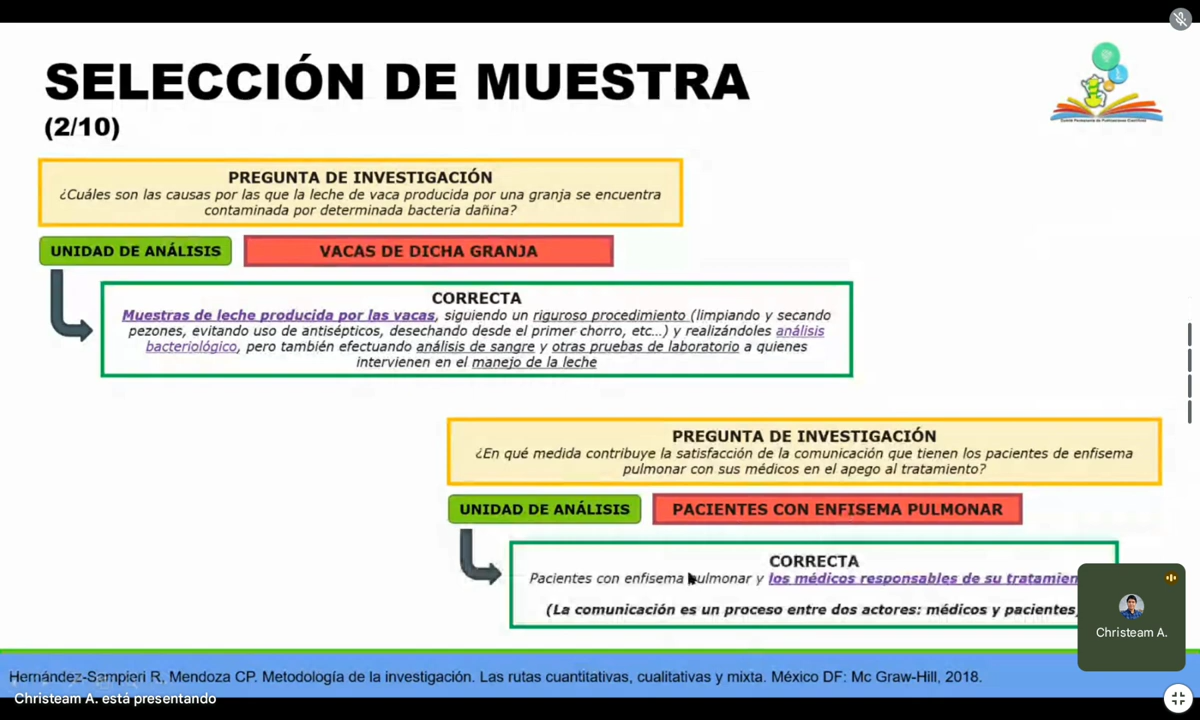 SELECCIÓN DE MUESTRA
(2/10)
PREGUNTA DE INVESTIGACIÓN
¿Cuáles son las causas por las que la leche de vaca producida por una granja se encuentra
contaminada por determinada bacteria dañina?
UNIDAD DE ANÁLISIS
VACAS DE DICHA GRANJA
CORRECTA
Muestras de leche producida por las vacas, siguiendo un riguroso procedimiento (limpiando y secando
pezones, evitando uso de antisépticos, desechando desde el primer chorro, etc...) y realizándoles análisis
bacteriológico, pero también efectuando análisis de sangre y otras pruebas de laboratorio a quienes
intervienen en el manejo de la leche
PREGUNTA DE INVESTIGACIÓN
¿En qué medida contribuye la satisfacción de la comunicación que tienen los pacientes de enfisema
pulmonar con sus médicos en el apego al tratamiento?
UNIDAD DE ANÁLISIS
PACIENTES CON ENFISEMA PULMONAR
CORRECTA
Pacientes con enfisema pulmonar y los médicos responsables de su tratamien
(La comunicación es un proceso entre dos actores: médicos y pacientes)
Christeam A.
Hernández-Sampieri R, Mendoza CP. Metodología de la investigación. Las rutas cuantitativas, cualitativas y mixta. México DF: Mc Graw-Hill, 2018.
Christeam A. está presentando